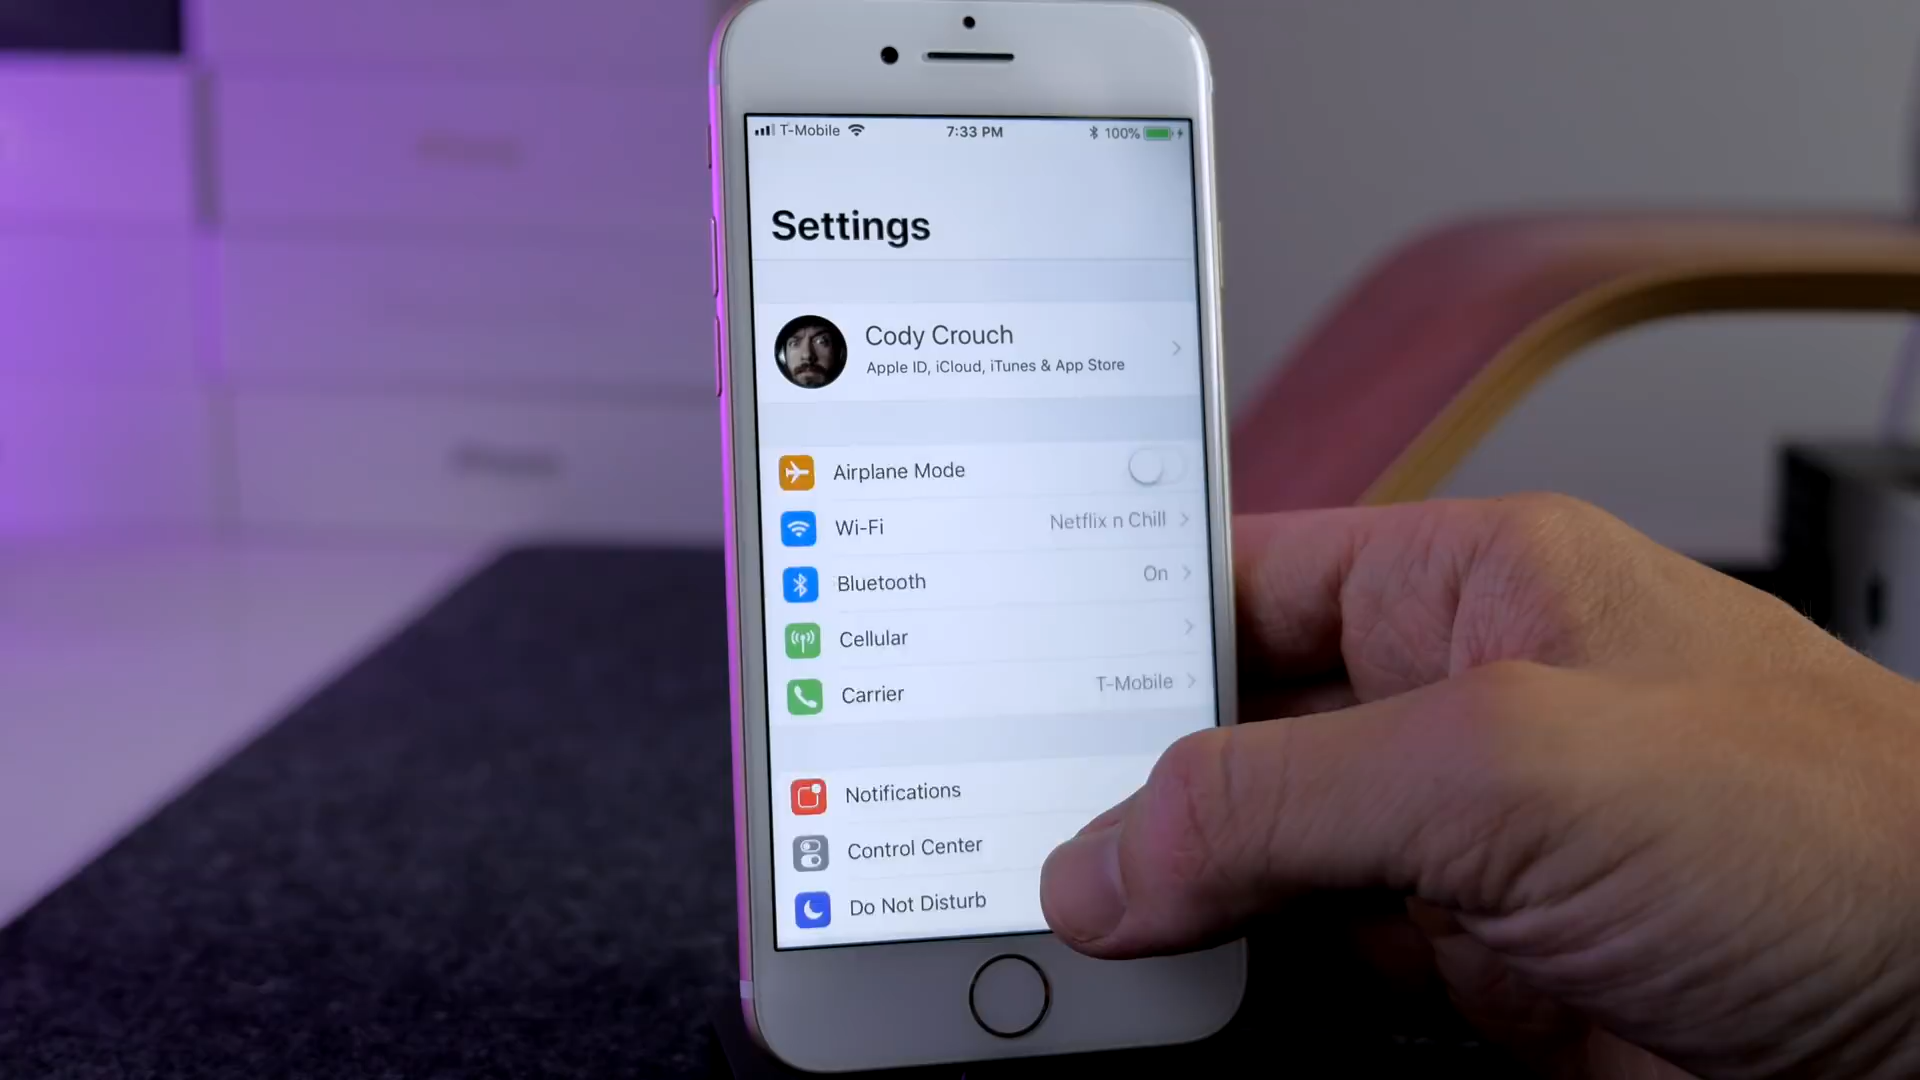 T-Mobile 7:33 PM 100%
Settings
Cody Crouch
Apple ID, iCloud, iTunes & App Store
Airplane Mode
Wi-Fi Netflix n Chill
Bluetooth On
Cellular
Carrier T-Mobile
Notifications
Control Center
Do Not Disturb